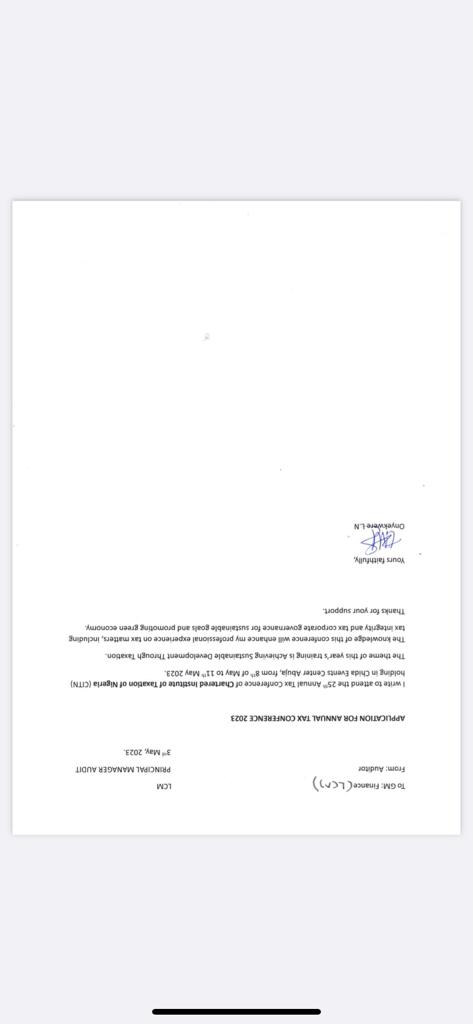 To GM: Finance (LCM) LCM
From: Auditor PRINCIPAL MANAGER AUDIT
3rd May, 2023.
APPLICATION FOR ANNUAL TAX CONFERENCE 2023
I write to attend the 25th Annual Tax Conference of Chartered Institute of Taxation of Nigeria (CITN)
holding in Chida Events Center Abuja, from 8th of May to 11th May 2023.
The theme of this year's training is Achieving Sustainable Development Through Taxation.
The knowledge of this conference will enhance my professional experience on tax matters, including
tax integrity and tax corporate governance for sustainable goals and promoting green economy.
Thanks for your support.
Yours faithfully,
Onyekwere L.N